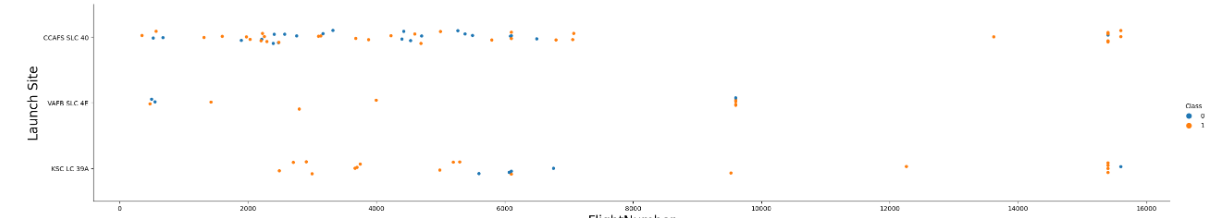 CCAFS SLC 40
VAFB SLC 4E
KSC LC 39A
Launch Site
0 2000 4000 6000 8000 10000 12000 14000 16000
FlightNumber
Class
0
1